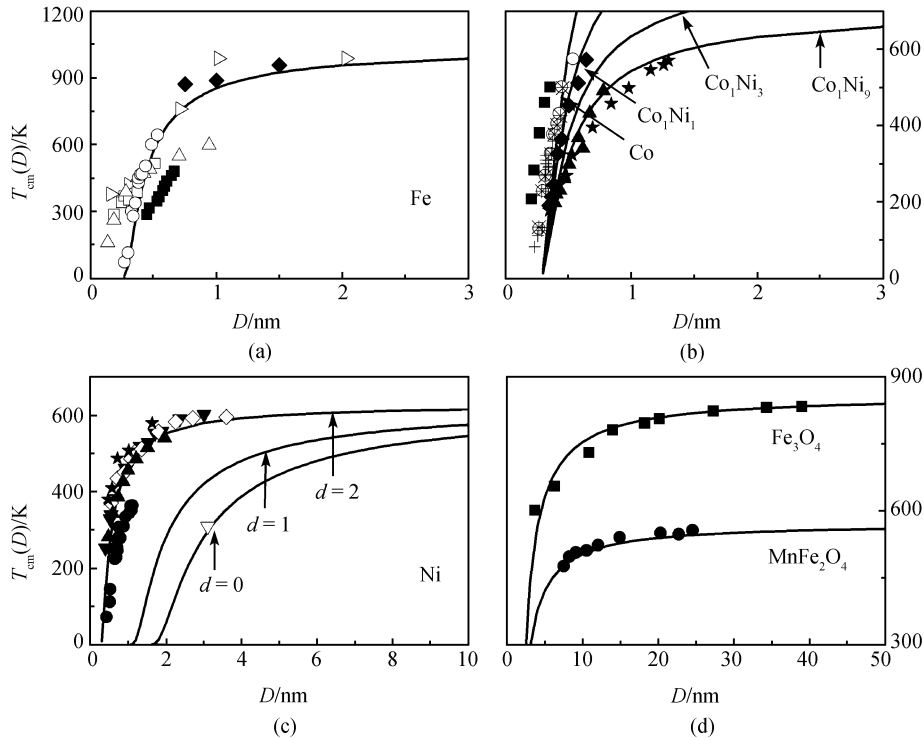 1200
900
600
300
0
T_cm(D)/K
Fe
0
1
2
3
D/nm
(a)
600
400
200
0
Co₁Ni₃
Co₁Ni₉
Co₁Ni₁
Co
0
1
2
3
D/nm
(b)
600
400
200
0
T_cm(D)/K
d = 2
d = 1
d = 0
Ni
0
2
4
6
8
10
D/nm
(c)
900
600
300
Fe₃O₄
MnFe₂O₄
0
10
20
30
40
50
D/nm
(d)